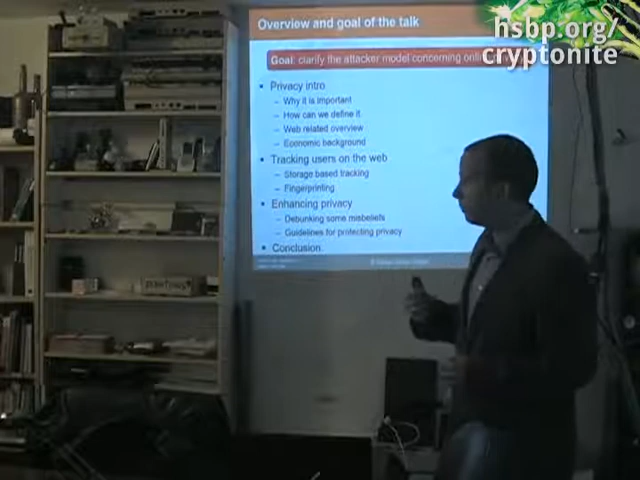 Overview and goal of the talk
hsbp.org/
cryptonite
Goal: clarify the attacker model concerning onli
• Privacy intro
– Why it is important
– How can we define it
– Web related overview
– Economic background
• Tracking users on the web
– Storage based tracking
– Fingerprinting
• Enhancing privacy
– Debunking some misbeliefs
– Guidelines for protecting privacy
• Conclusion